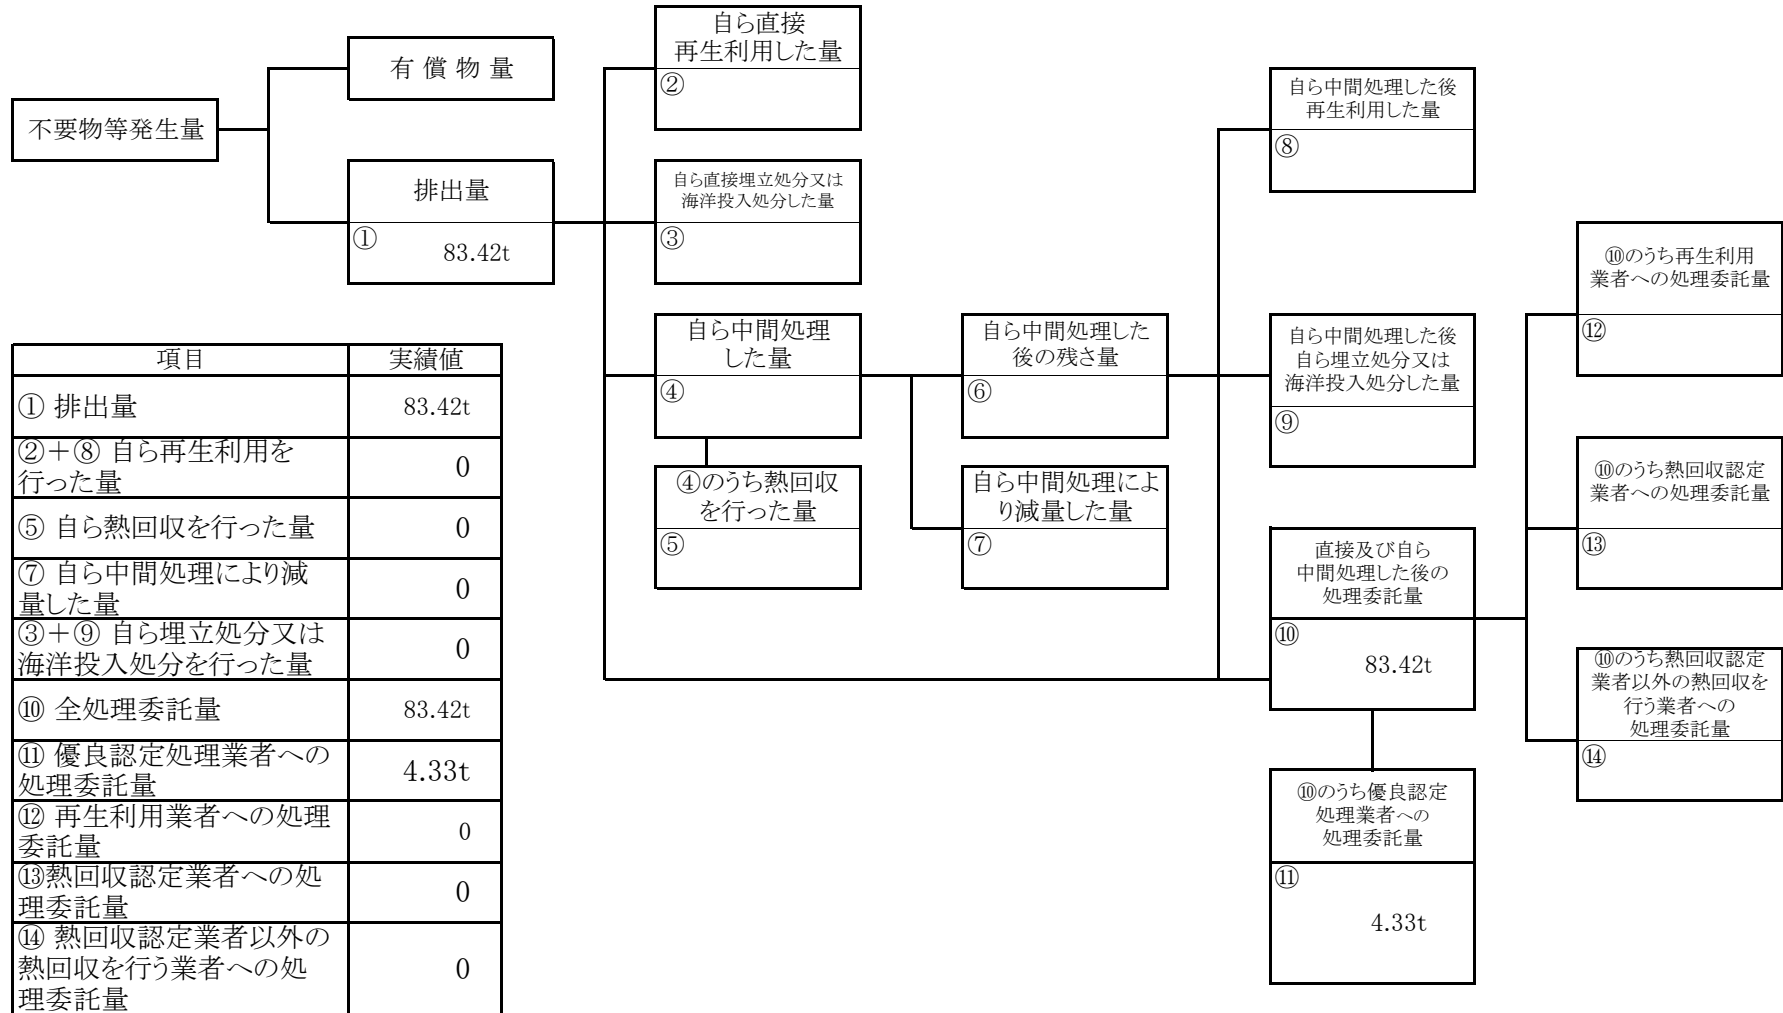 不要物等発生量
有 償 物 量
排出量
①
83.42t
自ら直接
再生利用した量
②
自ら直接埋立処分又は
海洋投入処分した量
③
自ら中間処理
した量
④
④のうち熱回収
を行った量
⑤
自ら中間処理した
後の残さ量
⑥
自ら中間処理によ
り減量した量
⑦
自ら中間処理した後
再生利用した量
⑧
自ら中間処理した後
自ら埋立処分又は
海洋投入処分した量
⑨
直接及び自ら
中間処理した後の
処理委託量
⑩
83.42t
⑩のうち優良認定
処理業者への
処理委託量
⑪
4.33t
⑩のうち再生利用
業者への処理委託量
⑫
⑩のうち熱回収認定
業者への処理委託量
⑬
⑩のうち熱回収認定
業者以外の熱回収を
行う業者への
処理委託量
⑭
項目 実績値
① 排出量 83.42t
②＋⑧ 自ら再生利用を
行った量 0
⑤ 自ら熱回収を行った量 0
⑦ 自ら中間処理により減
量した量 0
③＋⑨ 自ら埋立処分又は
海洋投入処分を行った量 0
⑩ 全処理委託量 83.42t
⑪ 優良認定処理業者への
処理委託量 4.33t
⑫ 再生利用業者への処理
委託量 0
⑬熱回収認定業者への処
理委託量 0
⑭ 熱回収認定業者以外の
熱回収を行う業者への処
理委託量 0